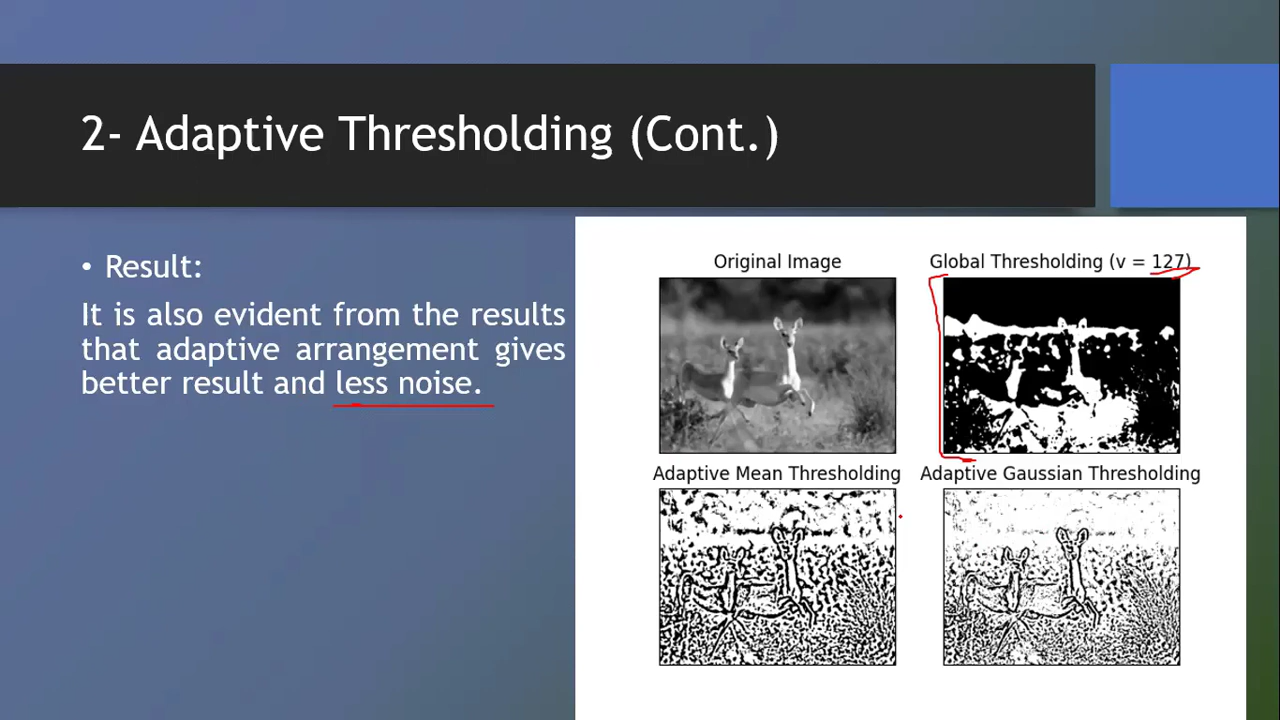 2- Adaptive Thresholding (Cont.)
• Result:
It is also evident from the results
that adaptive arrangement gives
better result and less noise.
Original Image
Global Thresholding (v = 127)
Adaptive Mean Thresholding
Adaptive Gaussian Thresholding